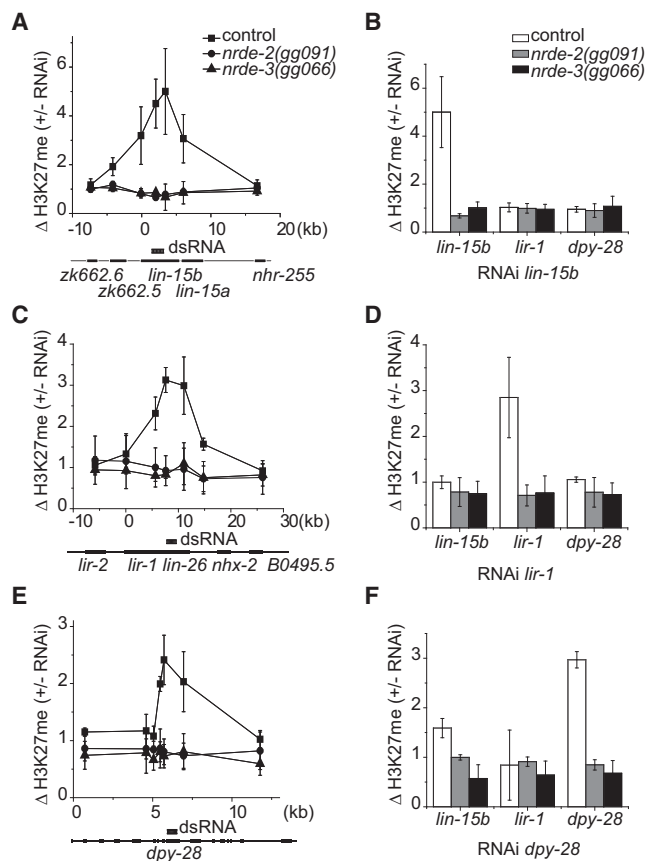 A
control
nrde-2(gg091)
nrde-3(gg066)
Δ H3K27me (+/- RNAi)
6
4
2
0
-10 0 10 20 (kb)
dsRNA
zk662.6 lin-15b nhr-255
zk662.5 lin-15a
B
control
nrde-2(gg091)
nrde-3(gg066)
Δ H3K27me (+/- RNAi)
6
4
2
0
lin-15b lir-1 dpy-28
RNAi lin-15b
C
Δ H3K27me (+/- RNAi)
4
3
2
1
0
-10 0 10 20 30 (kb)
dsRNA
lir-2 lir-1 lin-26 nhx-2 B0495.5
D
Δ H3K27me (+/- RNAi)
4
3
2
1
0
lin-15b lir-1 dpy-28
RNAi lir-1
E
Δ H3K27me (+/- RNAi)
3
2
1
0
0 5 10 (kb)
dsRNA
dpy-28
F
Δ H3K27me (+/- RNAi)
3
2
1
0
lin-15b lir-1 dpy-28
RNAi dpy-28